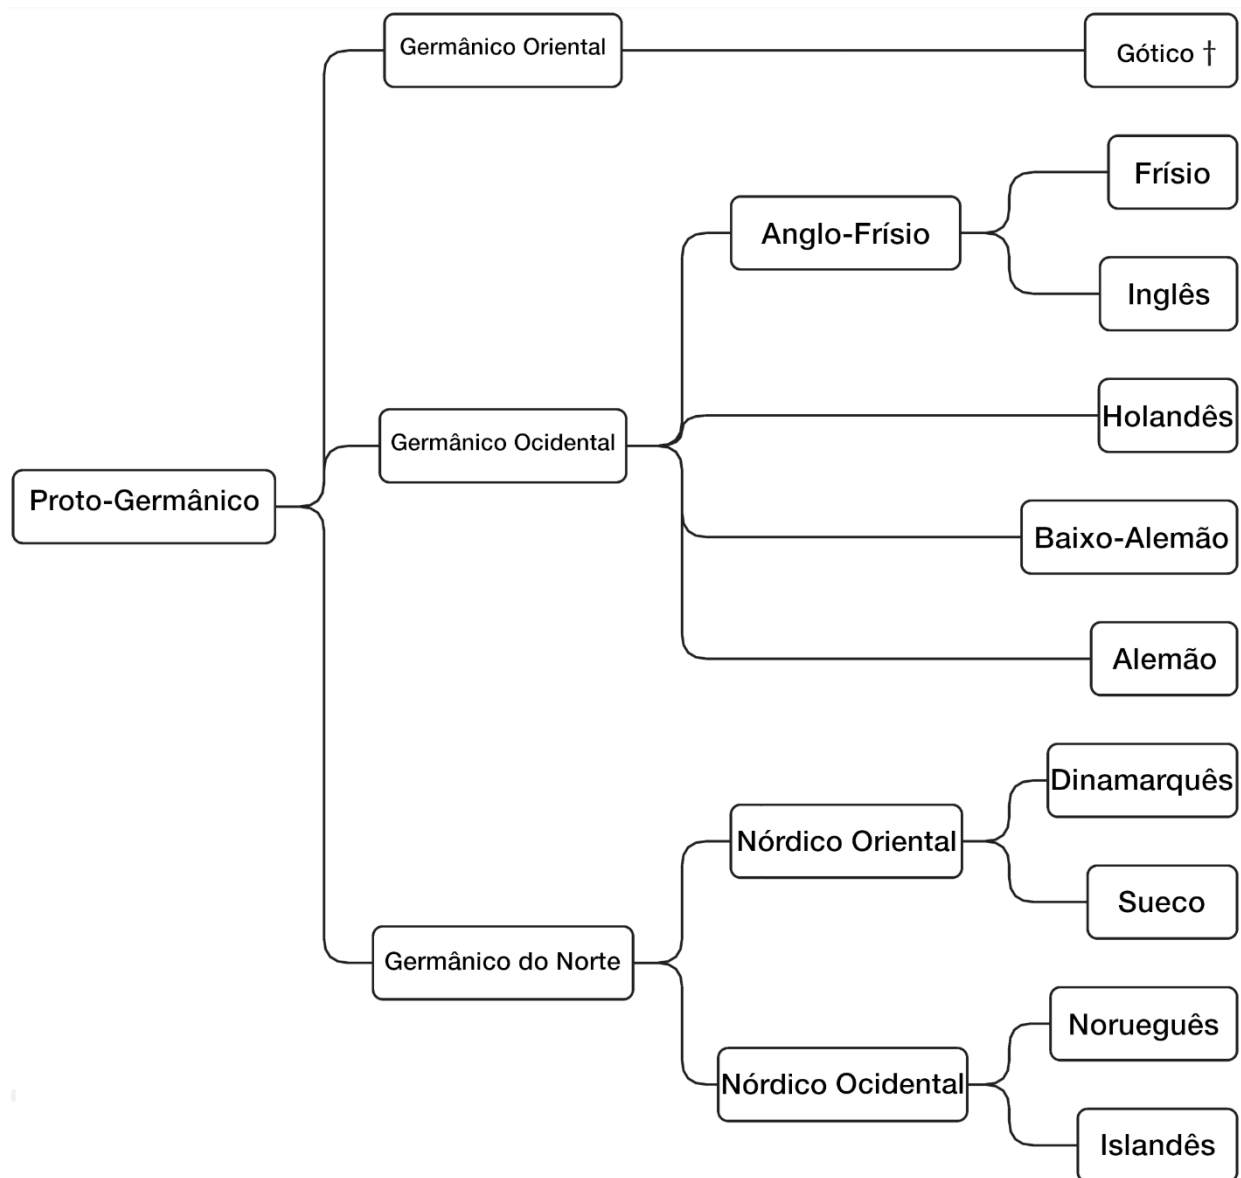 Germânico Oriental
Gótico †
Frísio
Anglo-Frísio
Inglês
Holandês
Germânico Ocidental
Proto-Germânico
Baixo-Alemão
Alemão
Dinamarquês
Nórdico Oriental
Sueco
Germânico do Norte
Norueguês
Nórdico Ocidental
Islandês